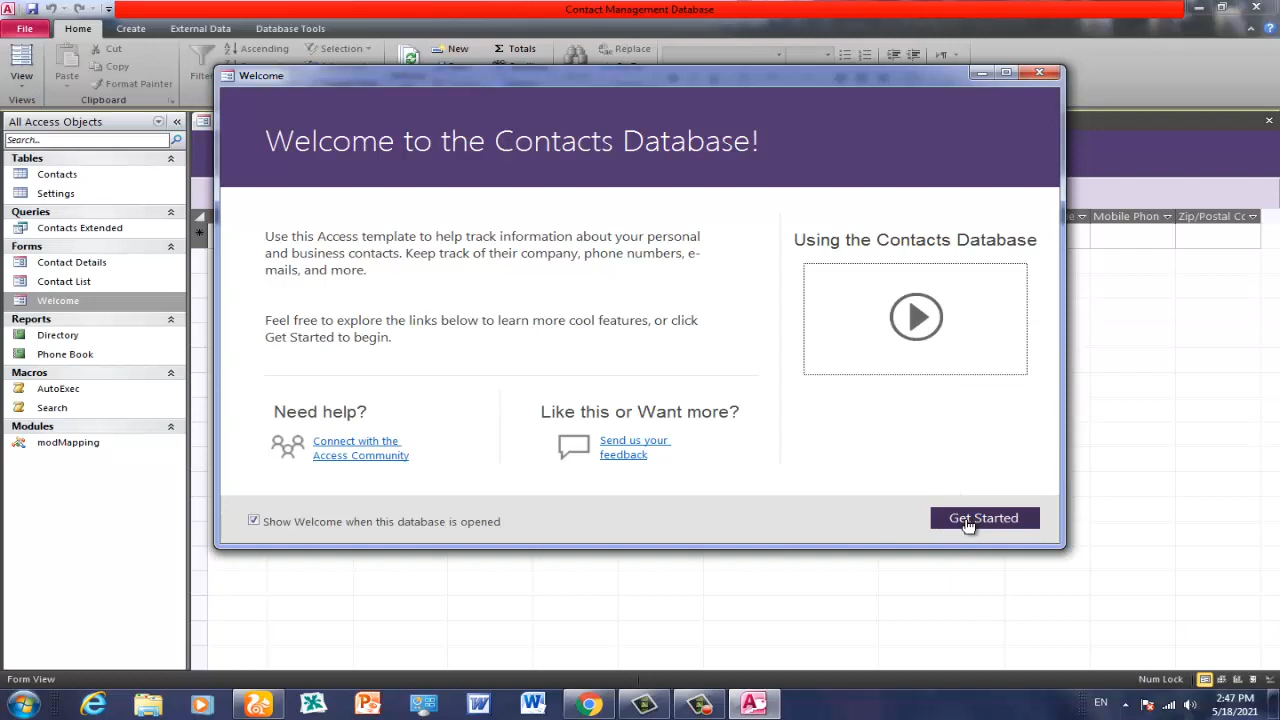 Contact Management Database
File Home Create External Data Database Tools
View
Views
Paste
Cut
Copy
Format Painter
Clipboard
Filter
Ascending
Selection
New
Totals
Replace
Welcome
All Access Objects
Search...
Tables
Contacts
Settings
Queries
Contacts Extended
Forms
Contact Details
Contact List
Welcome
Reports
Directory
Phone Book
Macros
AutoExec
Search
Modules
modMapping
Welcome to the Contacts Database!
Use this Access template to help track information about your personal
and business contacts. Keep track of their company, phone numbers, e-
mails, and more.
Feel free to explore the links below to learn more cool features, or click
Get Started to begin.
Using the Contacts Database
Need help?
Connect with the
Access Community
Like this or Want more?
Send us your
feedback
Show Welcome when this database is opened
Get Started
Mobile Phon Zip/Postal Cc
Form View
Num Lock
EN
2:47 PM
5/18/2021